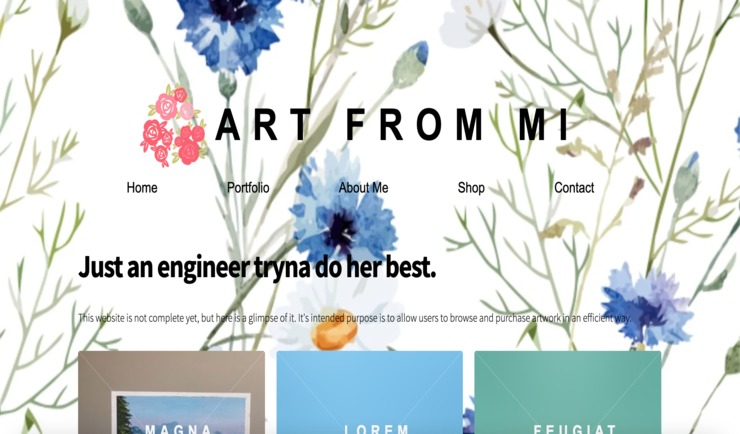 ART FROM MI
Home Portfolio About Me Shop Contact
Just an engineer tryna do her best.
This website is not complete yet, but here is a glimpse of it. It's intended purpose is to allow users to browse and purchase artwork in an efficient way.
MAGNA LOREM FEUGIAT